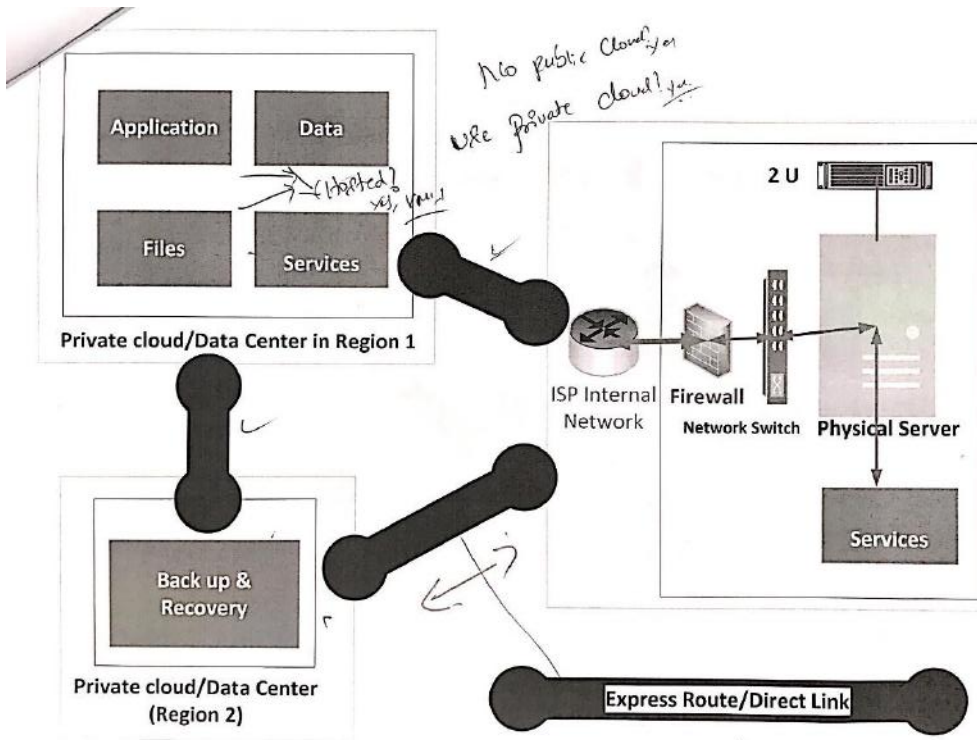 No public cloud? yes
use private cloud? yes
Application
Data
(Hosted?
yes,
Files
Services
Private cloud/Data Center in Region 1
2 U
ISP Internal
Network
Firewall
Network Switch
Physical Server
Services
Back up &
Recovery
Private cloud/Data Center
(Region 2)
Express Route/Direct Link